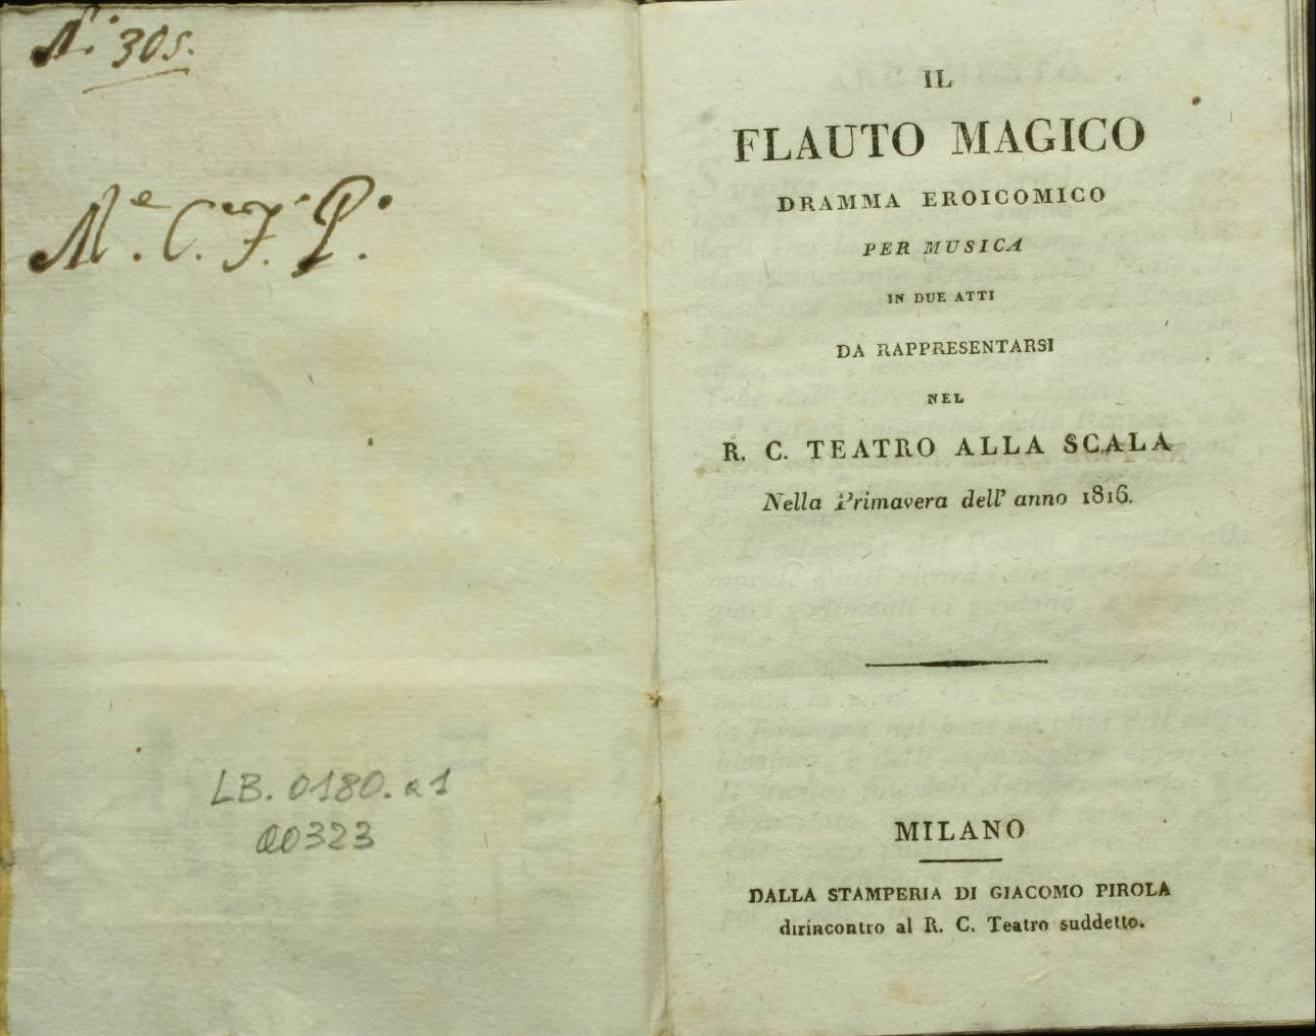 N.º 305.
M.e C. F. P.
LB. 0180. a1
00323
IL
FLAUTO MAGICO
DRAMMA EROICOMICO
PER MUSICA
IN DUE ATTI
DA RAPPRESENTARSI
NEL
R. C. TEATRO ALLA SCALA
Nella Primavera dell' anno 1816.
MILANO
DALLA STAMPERIA DI GIACOMO PIROLA
dirincontro al R. C. Teatro suddetto.